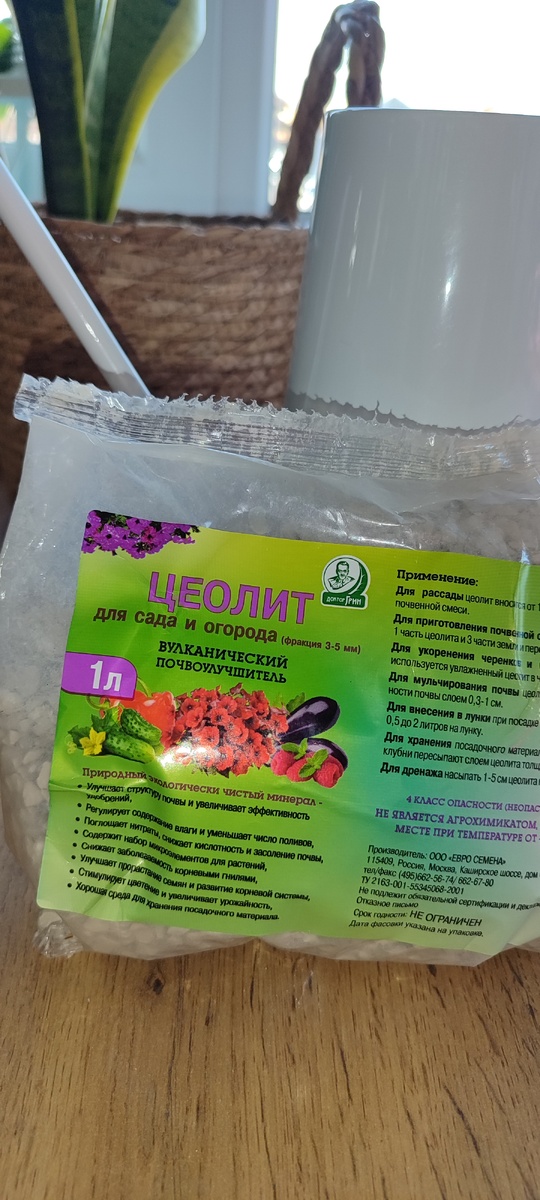 ЦЕОЛИТ
ДОКТОР ГРИН
для сада и огорода (фракция 3-5 мм)
ВУЛКАНИЧЕСКИЙ
ПОЧВОУЛУЧШИТЕЛЬ
1л
Природный экологически чистый минерал -
• Улучшает структуру почвы и увеличивает эффективность
удобрений,
• Регулирует содержание влаги и уменьшает число поливов,
• Поглощает нитраты, снижает кислотность и засоление почвы,
• Содержит набор микроэлементов для растений,
• Снижает заболеваемость корневыми гнилями,
• Улучшает прорастание семян и развитие корневой системы,
• Стимулирует цветение и увеличивает урожайность,
• Хорошая среда для хранения посадочного материала.
Применение:
Для рассады цеолит вносится от 1
почвенной смеси.
Для приготовления почвенной
1 часть цеолита и 3 части земли
Для укоренения черенков и
используется увлажненный цеолит
Для мульчирования почвы
ности почвы слоем 0,3-1 см.
Для внесения в лунки при посадке
0,5 до 2 литров на лунку.
Для хранения посадочного
клубни пересыпают слоем цеолита
Для дренажа насыпать 1-5 см цеолита
4 КЛАСС ОПАСНОСТИ
НЕ ЯВЛЯЕТСЯ АГРОХИМИКАТОМ,
МЕСТЕ ПРИ ТЕМПЕРАТУРЕ ОТ
Производитель: ООО «ЕВРО СЕМЕНА»
115409, Россия, Москва, Каширское шоссе, дом
тел/факс (495)662-56-74/ 662-67-80
ТУ 2163-001-55345068-2001
Не подлежит обязательной сертификации и
Отказное письмо
Срок годности: НЕ ОГРАНИЧЕН
Дата фасовки указана на упаковке.